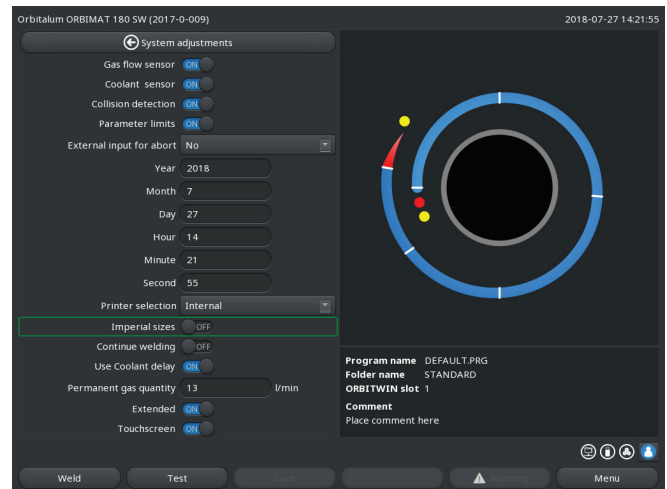 Orbitalum ORBIMAT 180 SW (2017-0-009) 2018-07-27 14:21:55
System adjustments
Gas flow sensor ON
Coolant sensor ON
Collision detection ON
Parameter limits ON
External input for abort No
Year 2018
Month 7
Day 27
Hour 14
Minute 21
Second 55
Printer selection Internal
Imperial sizes OFF
Continue welding OFF
Use Coolant delay ON
Permanent gas quantity 13 l/min
Extended ON
Touchscreen ON
Program name DEFAULT.PRG
Folder name STANDARD
ORBITWIN slot 1
Comment
Place comment here
Weld Test Save Warning Menu